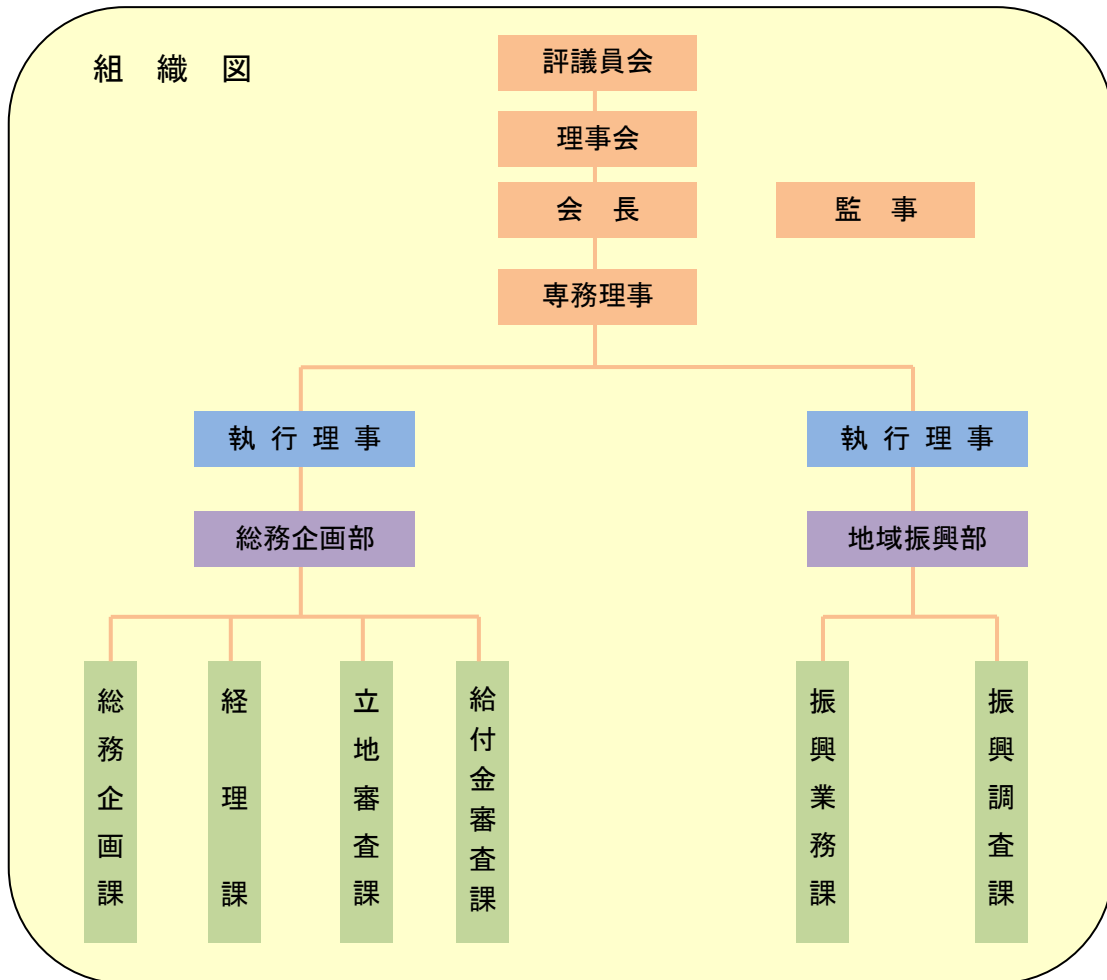 組 織 図
評議員会
理事会
会 長
監 事
専務理事
執 行 理 事
執 行 理 事
総務企画部
地域振興部
総務企画課
経理課
立地審査課
給付金審査課
振興業務課
振興調査課